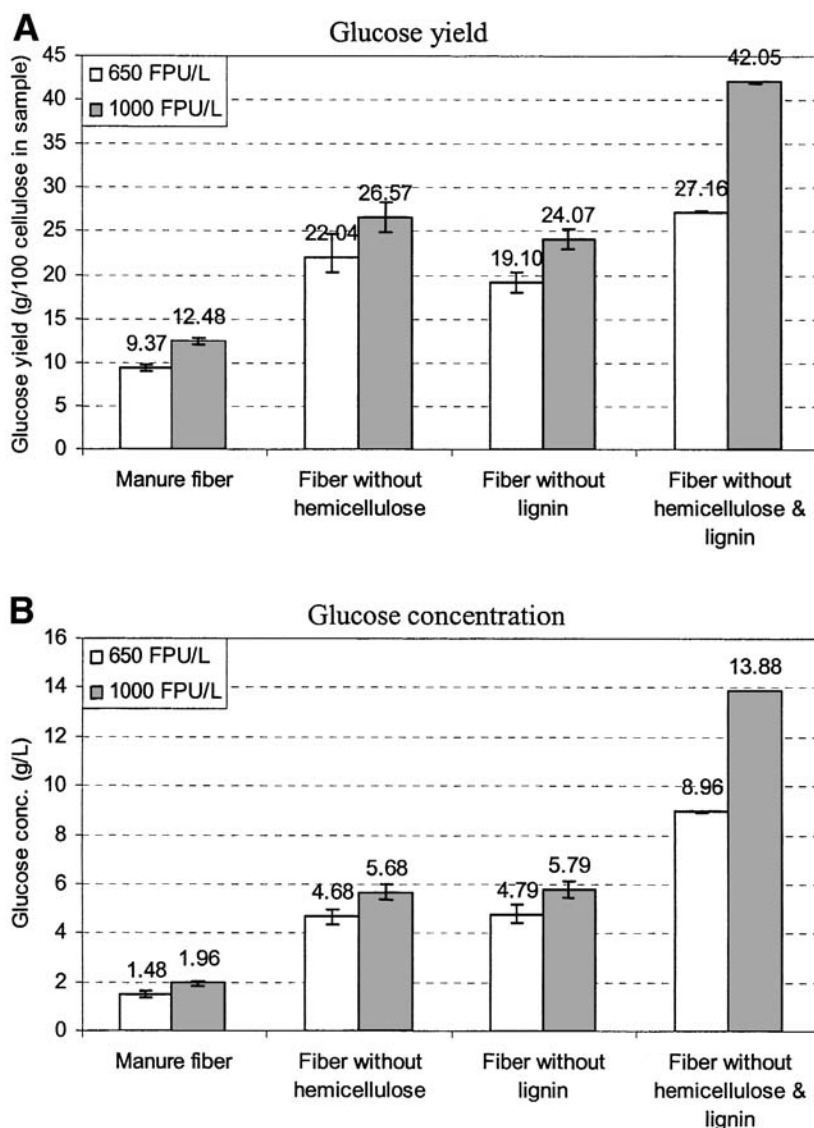 A
Glucose yield
Glucose yield (g/100 cellulose in sample)
45
40
35
30
25
20
15
10
5
0
650 FPU/L
1000 FPU/L
9.37
12.48
22.04
26.57
19.10
24.07
27.16
42.05
Manure fiber
Fiber without
hemicellulose
Fiber without
lignin
Fiber without
hemicellulose &
lignin
B
Glucose concentration
Glucose conc. (g/L)
16
14
12
10
8
6
4
2
0
650 FPU/L
1000 FPU/L
1.48
1.96
4.68
5.68
4.79
5.79
8.96
13.88
Manure fiber
Fiber without
hemicellulose
Fiber without
lignin
Fiber without
hemicellulose &
lignin